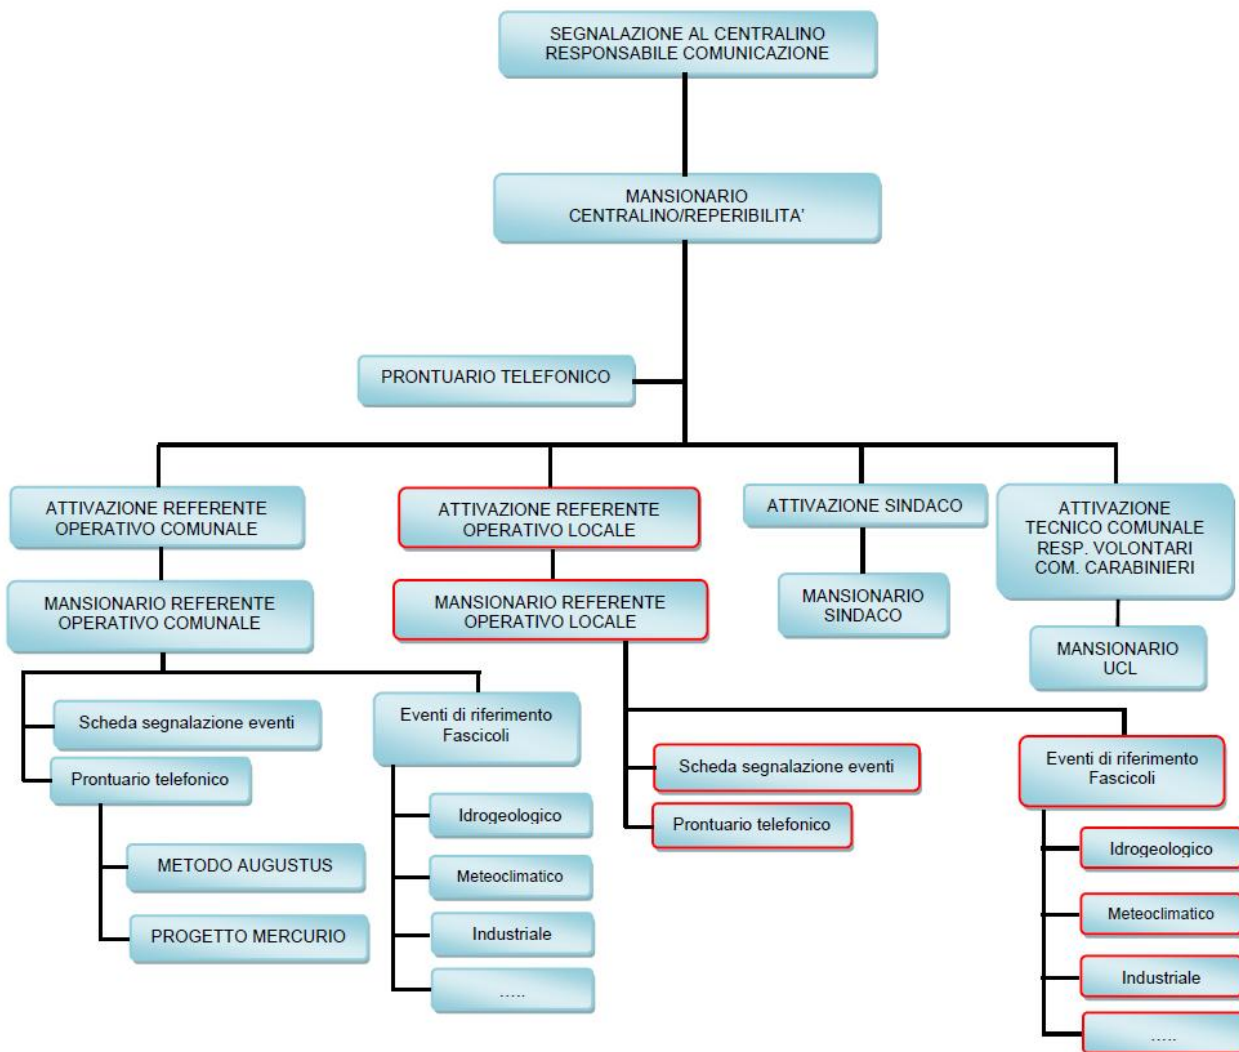 SEGNALAZIONE AL CENTRALINO
RESPONSABILE COMUNICAZIONE
MANSIONARIO
CENTRALINO/REPERIBILITA'
PRONTUARIO TELEFONICO
ATTIVAZIONE REFERENTE
OPERATIVO COMUNALE
ATTIVAZIONE REFERENTE
OPERATIVO LOCALE
ATTIVAZIONE SINDACO
ATTIVAZIONE
TECNICO COMUNALE
RESP. VOLONTARI
COM. CARABINIERI
MANSIONARIO REFERENTE
OPERATIVO COMUNALE
MANSIONARIO REFERENTE
OPERATIVO LOCALE
MANSIONARIO
SINDACO
MANSIONARIO
UCL
Scheda segnalazione eventi
Prontuario telefonico
METODO AUGUSTUS
PROGETTO MERCURIO
Eventi di riferimento
Fascicoli
Idrogeologico
Meteoclimatico
Industriale
.....
Scheda segnalazione eventi
Prontuario telefonico
Eventi di riferimento
Fascicoli
Idrogeologico
Meteoclimatico
Industriale
.....